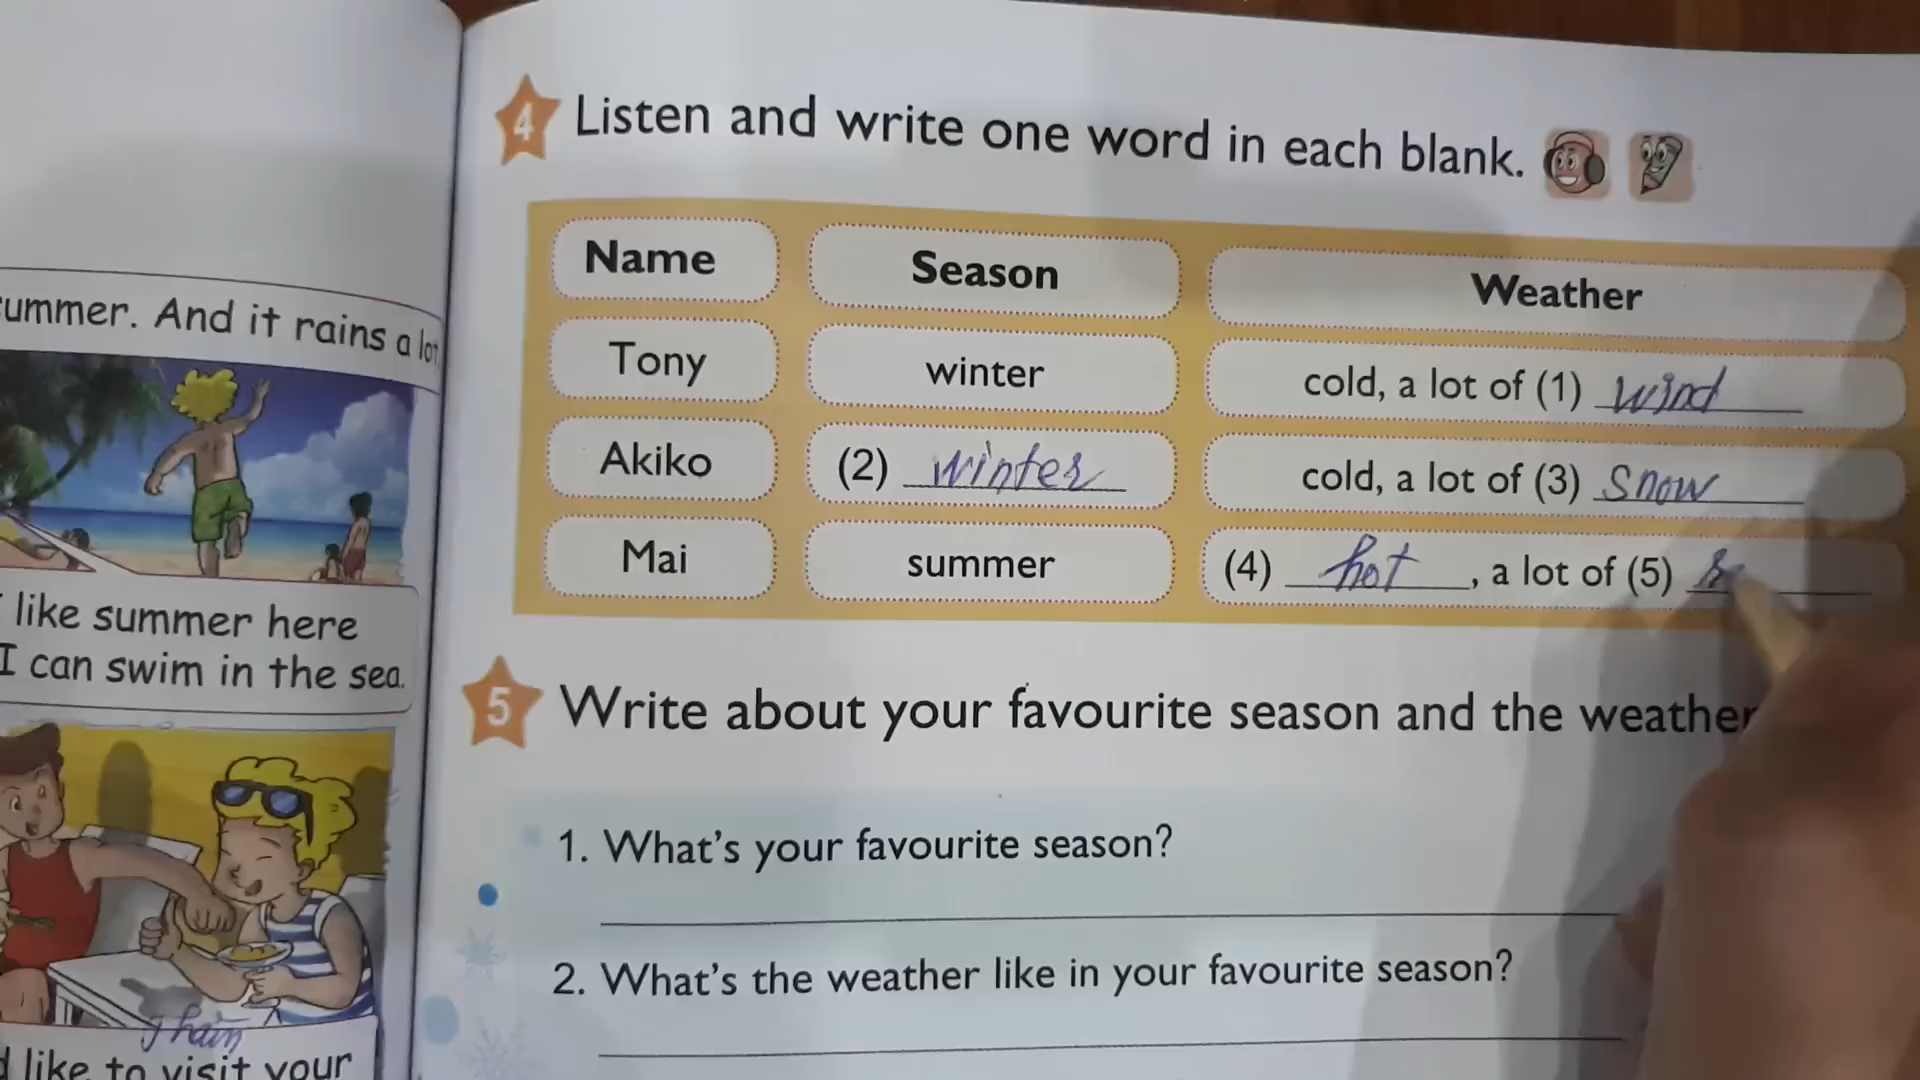 summer. And it rains a lot
like summer here
I can swim in the sea.
like to visit your
4 Listen and write one word in each blank.
Name Season Weather
Tony winter cold, a lot of (1) wind
Akiko (2) winter cold, a lot of (3) snow
Mai summer (4) hot, a lot of (5)
5 Write about your favourite season and the weather
1. What's your favourite season?
2. What's the weather like in your favourite season?